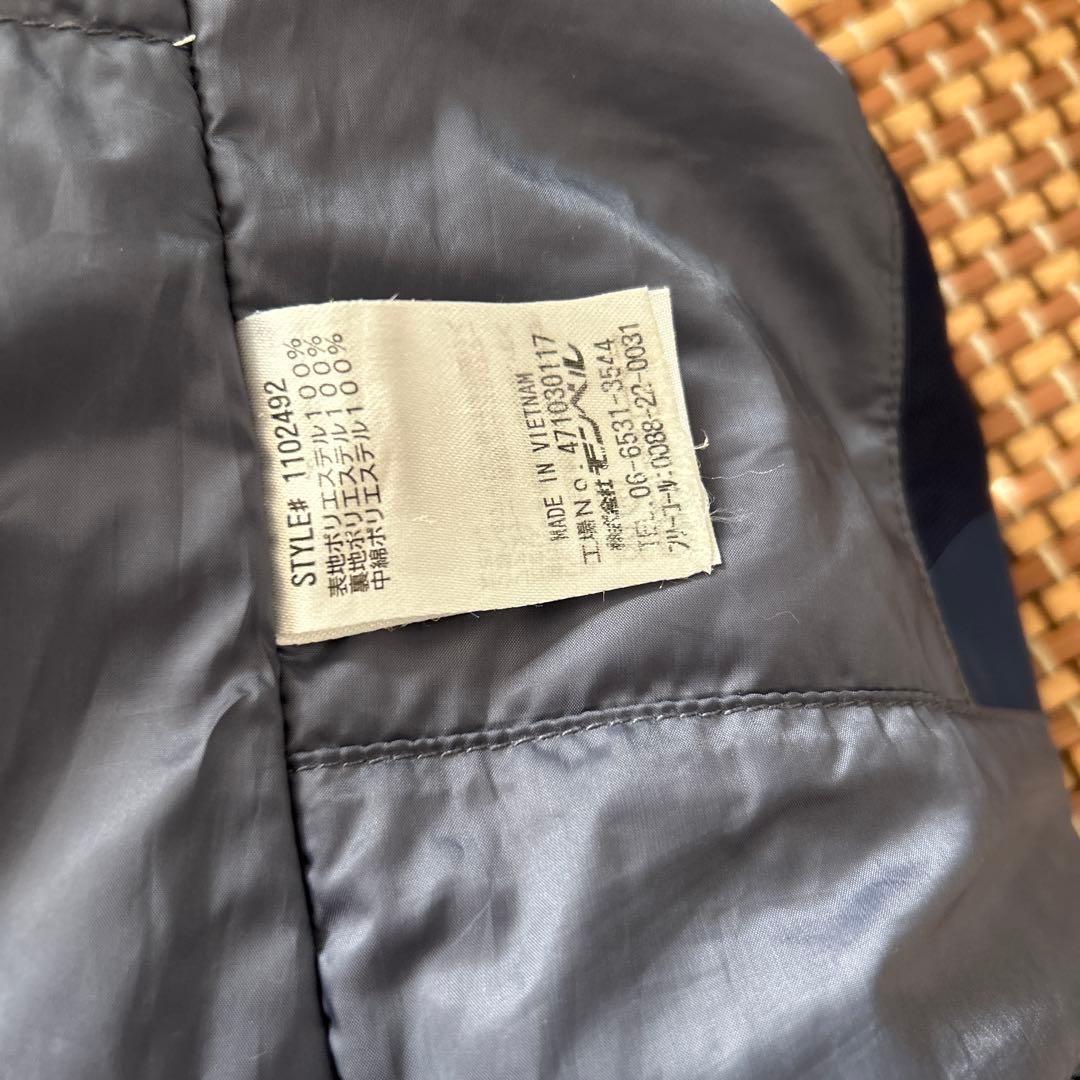 STYLE# 1102492
表地ポリエステル100%
裏地ポリエステル100%
中綿ポリエステル100%
MADE IN VIETNAM
工場No.:471030117
株式会社モンベル
TEL.06-6531-3544
フリーコール:0088-22-0031